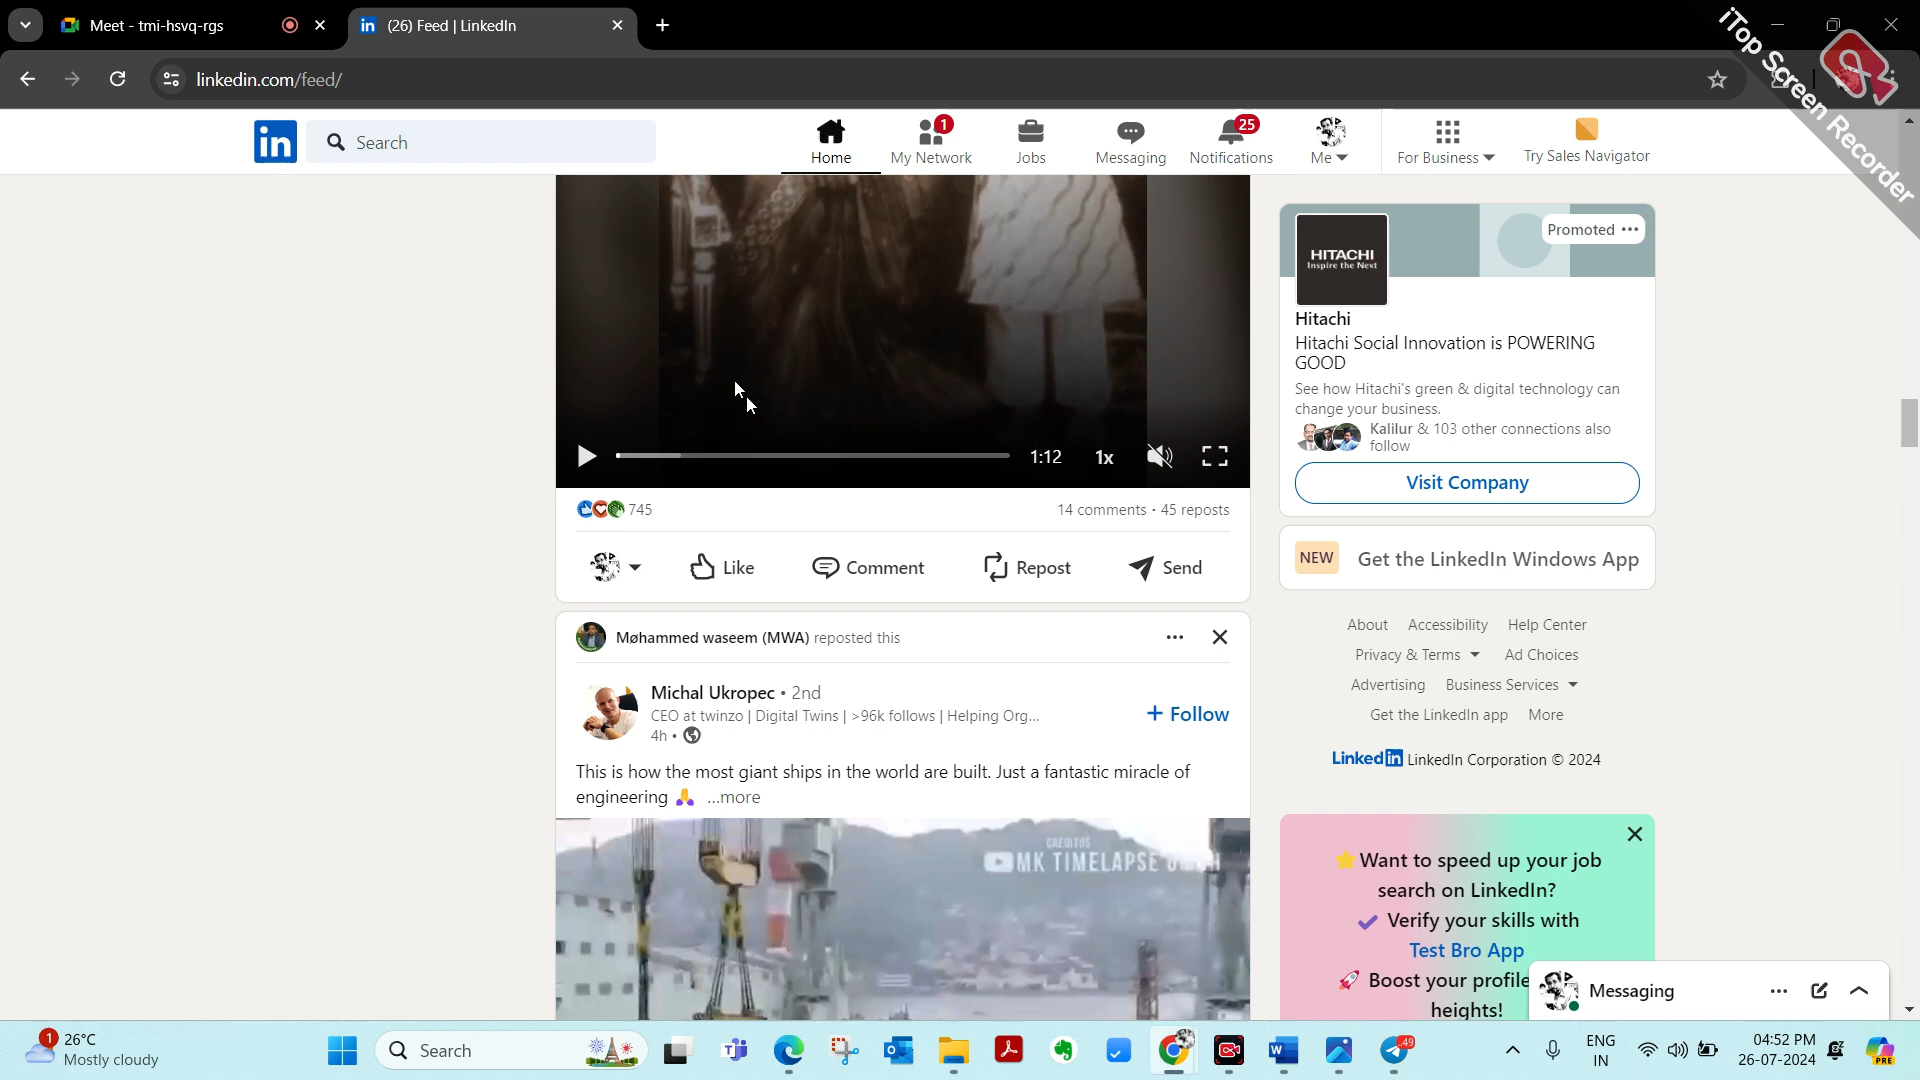 Meet - tmi-hsvq-rgs
(26) Feed | LinkedIn
linkedin.com/feed/
iTop Screen Recorder
in
Search
1
25
Home
My Network
Jobs
Messaging
Notifications
Me
For Business
Try Sales Navigator
1:12
1x
745
14 comments • 45 reposts
Like
Comment
Repost
Send
Møhammed waseem (MWA) reposted this
Michal Ukropec • 2nd
CEO at twinzo | Digital Twins | >96k follows | Helping Org...
4h •
+ Follow
This is how the most giant ships in the world are built. Just a fantastic miracle of
engineering 🙏 ...more
CREDITOS
MK TIMELAPSE
Promoted
HITACHI
Inspire the Next
Hitachi
Hitachi Social Innovation is POWERING
GOOD
See how Hitachi's green & digital technology can
change your business.
Kalilur & 103 other connections also
follow
Visit Company
NEW Get the LinkedIn Windows App
About Accessibility Help Center
Privacy & Terms Ad Choices
Advertising Business Services
Get the LinkedIn app More
LinkedIn LinkedIn Corporation © 2024
⭐Want to speed up your job
search on LinkedIn?
✔ Verify your skills with
Test Bro App
🚀 Boost your profile
heights!
Messaging
1
26°C
Mostly cloudy
Search
49
ENG
IN
04:52 PM
26-07-2024
PRE